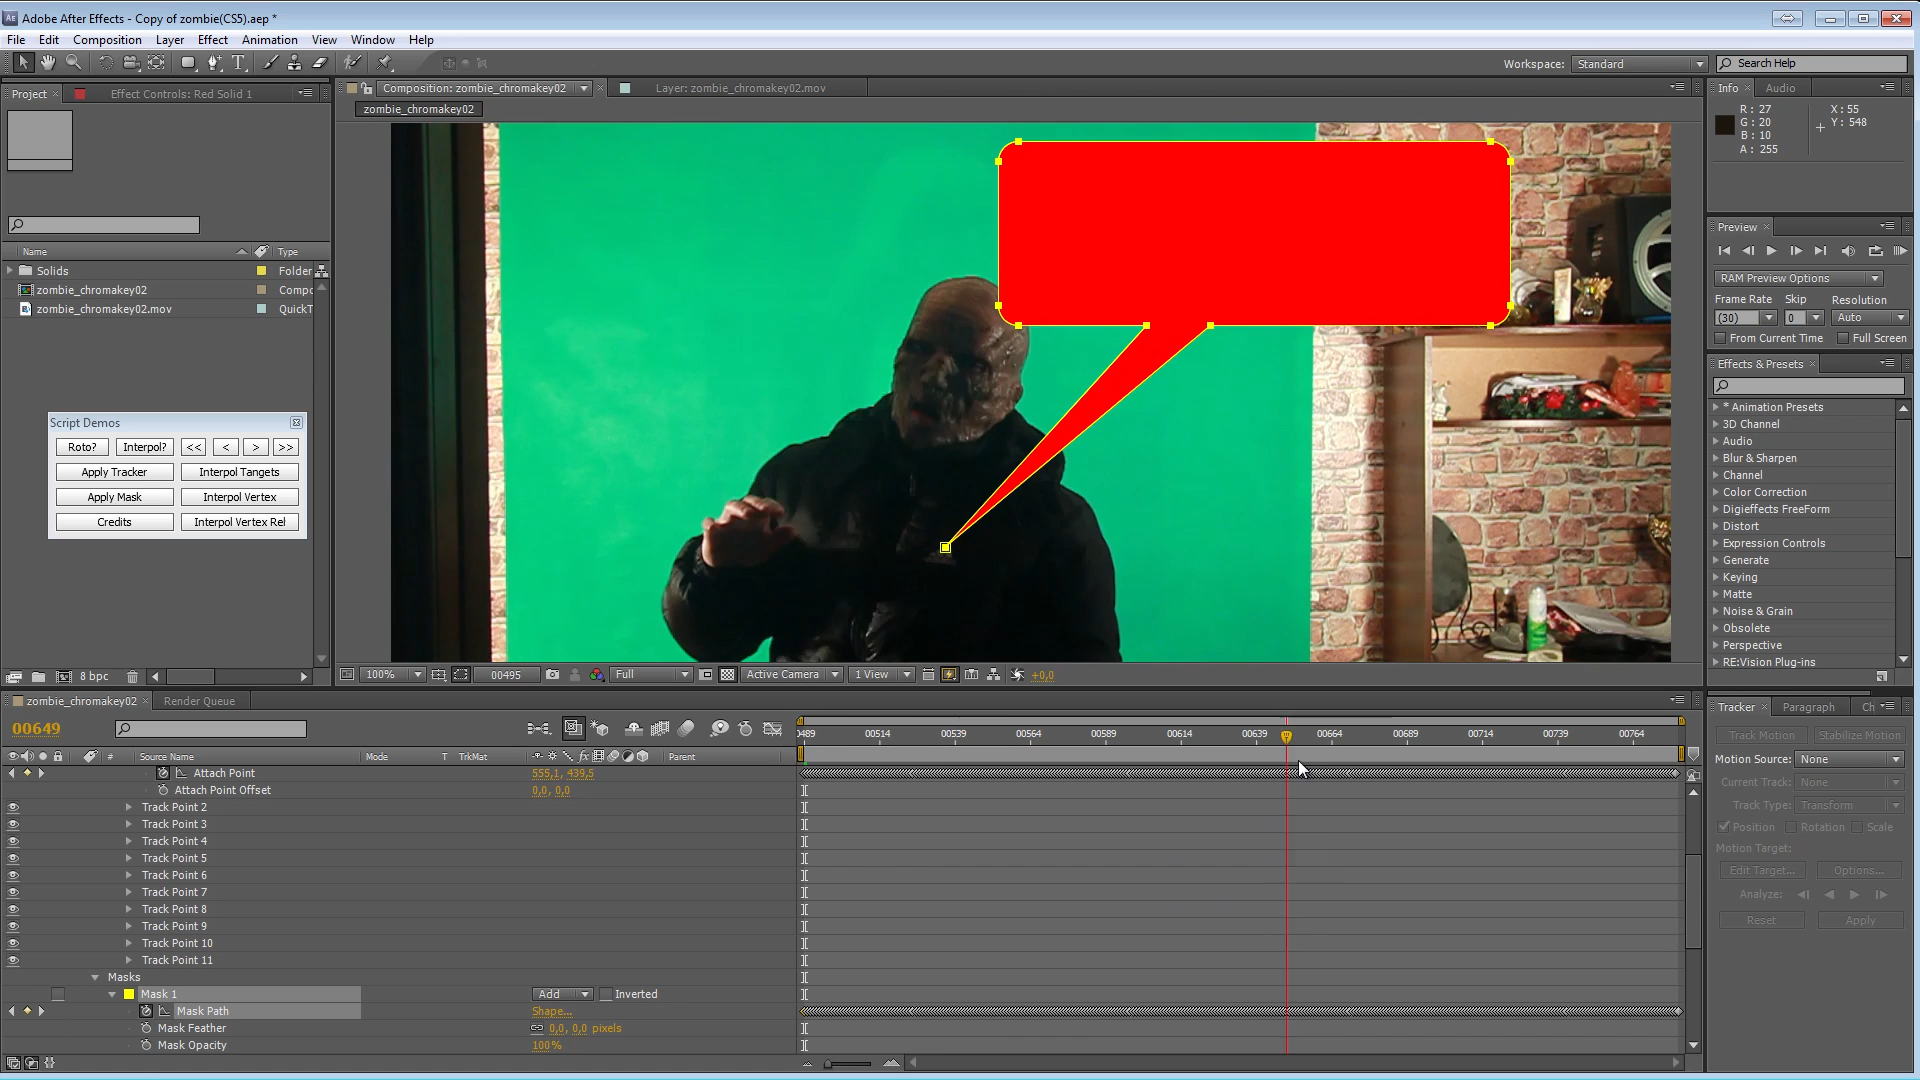 Adobe After Effects - Copy of zombie(CS5).aep *
File Edit Composition Layer Effect Animation View Window Help
Workspace: Standard Search Help
Project Effect Controls: Red Solid 1
Composition: zombie_chromakey02 Layer: zombie_chromakey02.mov
zombie_chromakey02
Info Audio
R: 27 X: 55
G: 20 Y: 548
B: 10
A: 255
Preview
RAM Preview Options
Frame Rate Skip Resolution
(30) 0 Auto
From Current Time Full Screen
Name Type
Solids Folder
zombie_chromakey02 Compo
zombie_chromakey02.mov QuickT
Script Demos
Roto? Interpol? << < > >>
Apply Tracker Interpol Tangets
Apply Mask Interpol Vertex
Credits Interpol Vertex Rel
Effects & Presets
* Animation Presets
3D Channel
Audio
Blur & Sharpen
Channel
Color Correction
Digieffects FreeForm
Distort
Expression Controls
Generate
Keying
Matte
Noise & Grain
Obsolete
Perspective
RE:Vision Plug-ins
8 bpc
100% 00495 Full Active Camera 1 View +0,0
zombie_chromakey02 Render Queue
00649
0489 00514 00539 00564 00589 00614 00639 00664 00689 00714 00739 00764
# Source Name Mode T TrkMat Parent
Attach Point 555,1, 439,5
Attach Point Offset 0,0, 0,0
Track Point 2
Track Point 3
Track Point 4
Track Point 5
Track Point 6
Track Point 7
Track Point 8
Track Point 9
Track Point 10
Track Point 11
Masks
Mask 1 Add Inverted
Mask Path Shape...
Mask Feather 0,0, 0,0 pixels
Mask Opacity 100%
Tracker Paragraph Ch
Track Motion Stabilize Motion
Motion Source: None
Current Track: None
Track Type: Transform
Position Rotation Scale
Motion Target:
Edit Target... Options...
Analyze:
Reset Apply